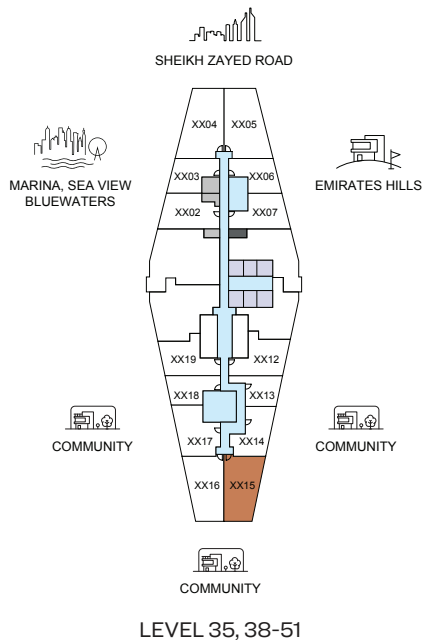 SHEIKH ZAYED ROAD
XX04 XX05
MARINA, SEA VIEW
BLUEWATERS
EMIRATES HILLS
XX03 XX06
XX02 XX07
XX19 XX12
XX18 XX13
COMMUNITY
COMMUNITY
XX17 XX14
XX16 XX15
COMMUNITY
LEVEL 35, 38-51